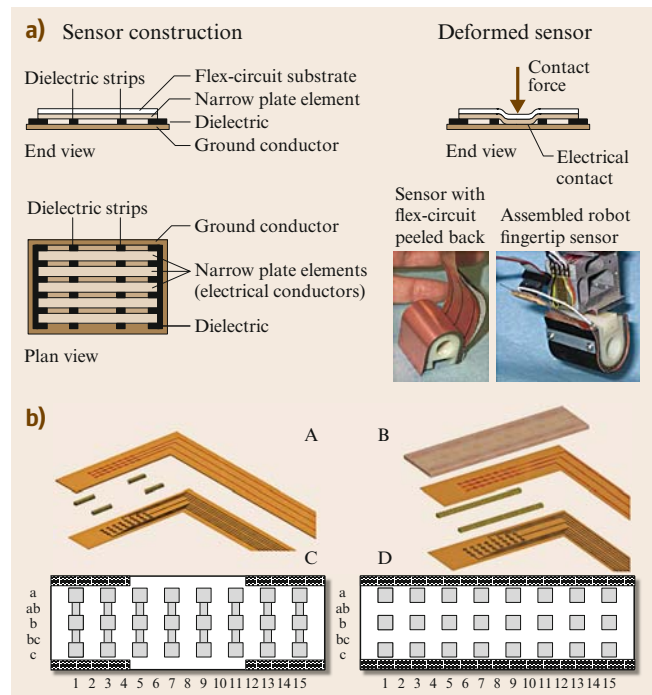 a) Sensor construction
Deformed sensor
Dielectric strips
Flex-circuit substrate
Narrow plate element
Dielectric
Ground conductor
End view
Contact
force
End view
Electrical
contact
Dielectric strips
Ground conductor
Narrow plate elements
(electrical conductors)
Dielectric
Plan view
Sensor with
flex-circuit
peeled back
Assembled robot
fingertip sensor
b)
A
B
C
D
a
ab
b
bc
c
1 2 3 4 5 6 7 8 9 10 11 12 13 14 15
a
ab
b
bc
c
1 2 3 4 5 6 7 8 9 10 11 12 13 14 15